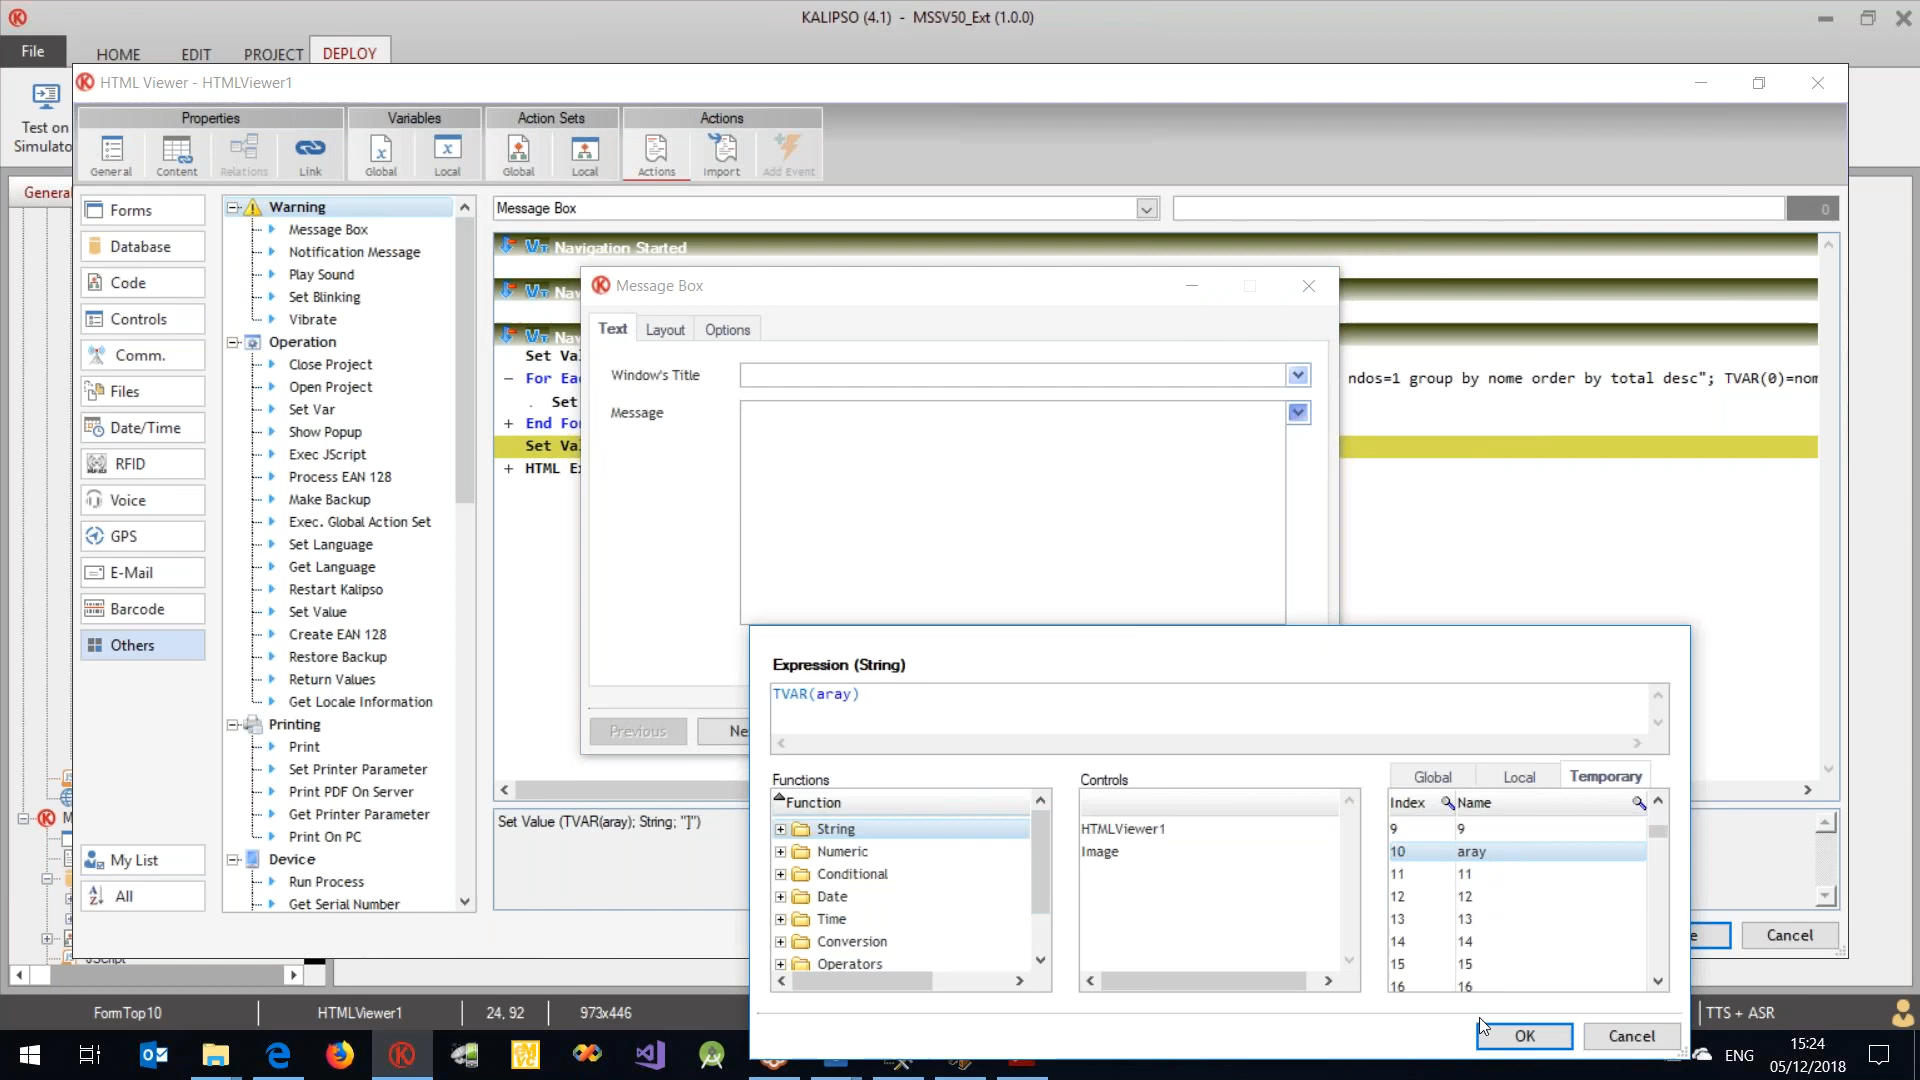 KALIPSO (4.1) - MSSV50_Ext (1.0.0)
File
HOME
EDIT
PROJECT
DEPLOY
HTML Viewer - HTMLViewer1
Test on
Simulato
Properties
Variables
Action Sets
Actions
General
Content
Relations
Link
Global
Local
Global
Local
Actions
Import
Add Event
Genera
Forms
Database
Code
Controls
Comm.
Files
Date/Time
RFID
Voice
GPS
E-Mail
Barcode
Others
My List
All
Warning
Message Box
Notification Message
Play Sound
Set Blinking
Vibrate
Operation
Close Project
Open Project
Set Var
Show Popup
Exec JScript
Process EAN 128
Make Backup
Exec. Global Action Set
Set Language
Get Language
Restart Kalipso
Set Value
Create EAN 128
Restore Backup
Return Values
Get Locale Information
Printing
Print
Set Printer Parameter
Print PDF On Server
Get Printer Parameter
Print On PC
Device
Run Process
Get Serial Number
Message Box
0
Navigation Started
Nav
Nav
Set Val
For Eac
ndos=1 group by nome order by total desc"; TVAR(0)=nom
Set
End For
Set Val
HTML Ex
Set Value (TVAR(aray); String; "]")
Message Box
Text
Layout
Options
Window's Title
Message
Previous
Ne
Expression (String)
TVAR(aray)
Functions
Function
String
Numeric
Conditional
Date
Time
Conversion
Operators
Controls
HTMLViewer1
Image
Global
Local
Temporary
Index
Name
9 9
10 aray
11 11
12 12
13 13
14 14
15 15
16 16
OK
Cancel
e
Cancel
M
JScript
FormTop10
HTMLViewer1
24, 92
973x446
TTS + ASR
ENG
15:24
05/12/2018